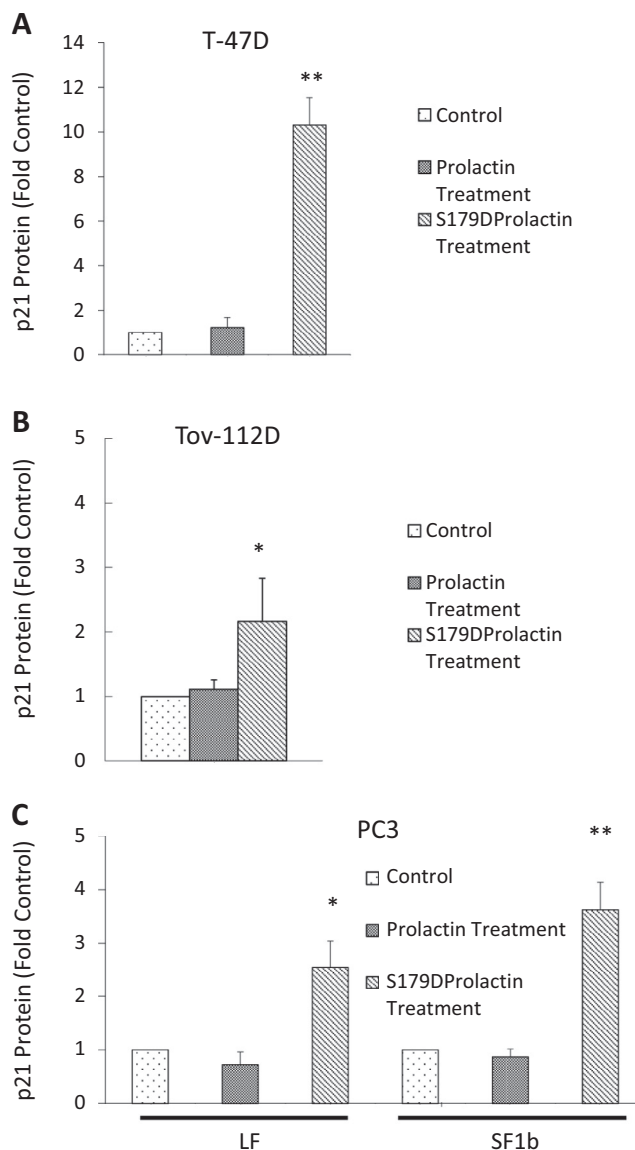 A
T-47D
p21 Protein (Fold Control)
14
12
10
8
6
4
2
0
**
Control
Prolactin
Treatment
S179DProlactin
Treatment
B
Tov-112D
p21 Protein (Fold Control)
5
4
3
2
1
0
*
Control
Prolactin
Treatment
S179DProlactin
Treatment
C
PC3
p21 Protein (Fold Control)
5
4
3
2
1
0
*
**
Control
Prolactin Treatment
S179DProlactin
Treatment
LF
SF1b